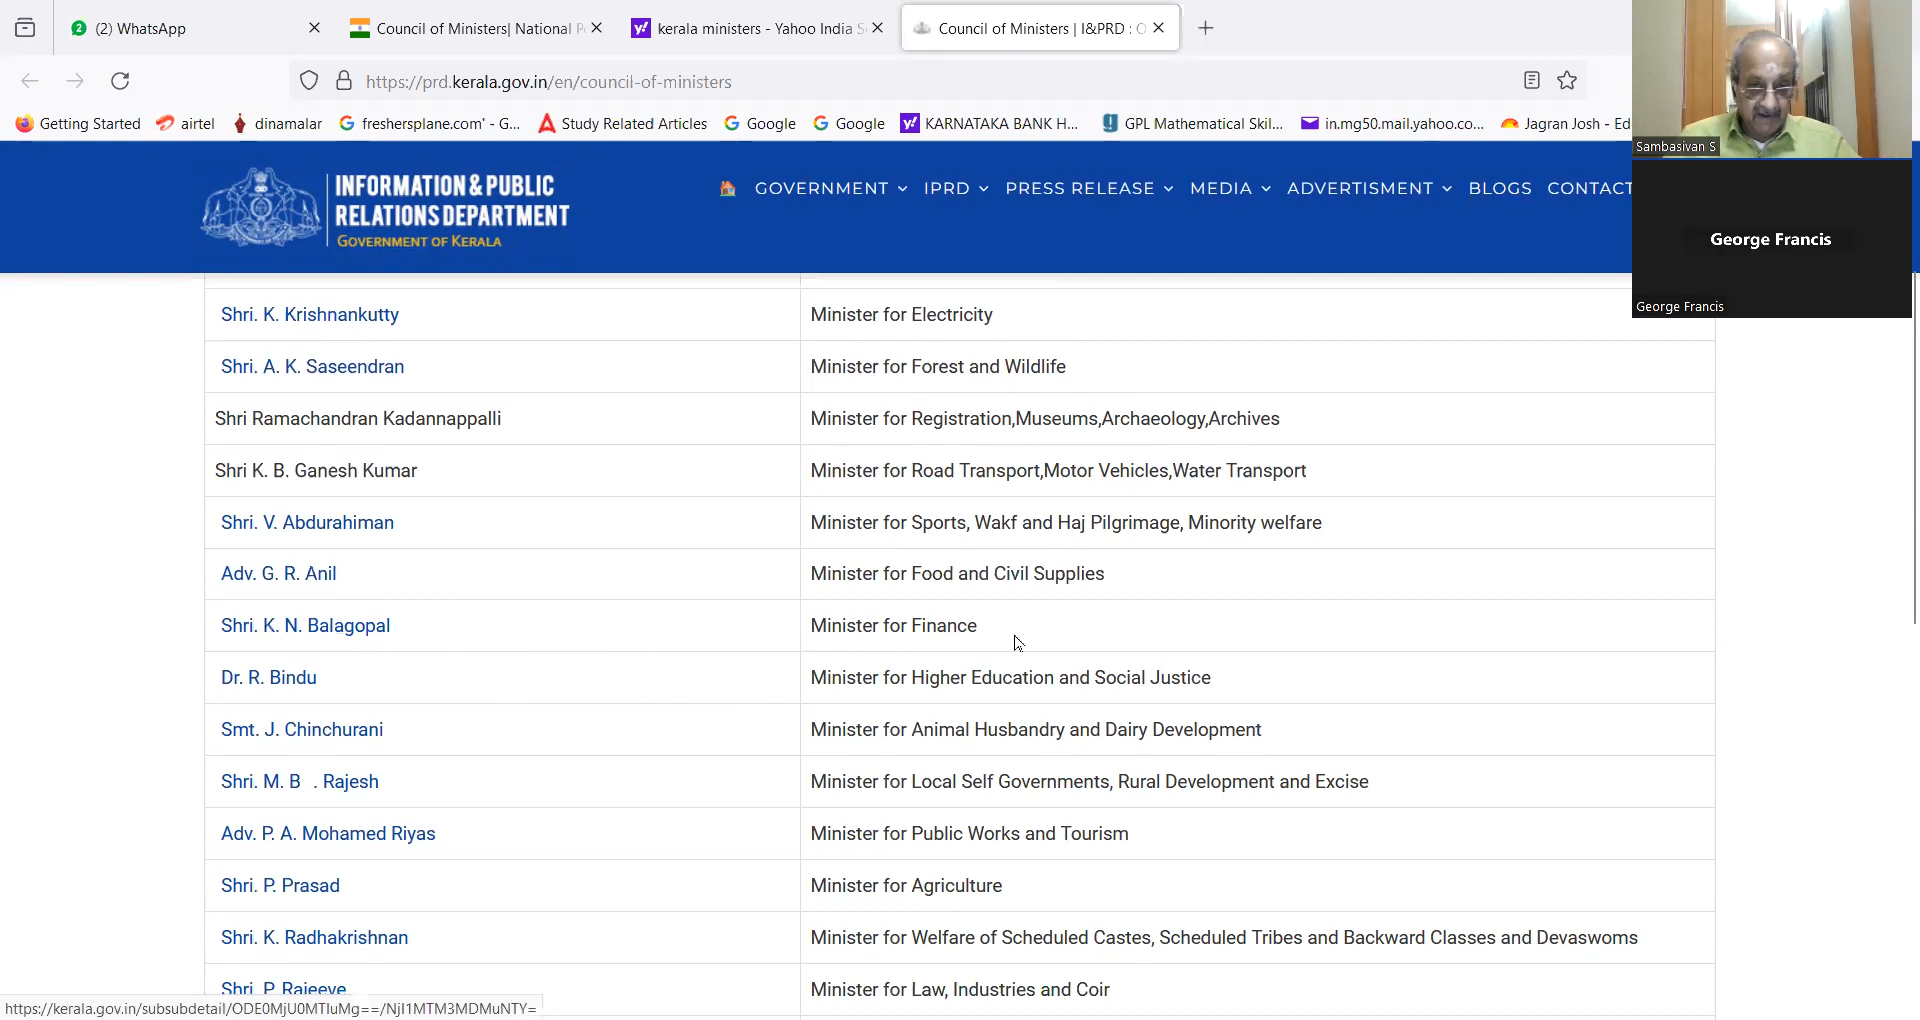 (2) WhatsApp
Council of Ministers| National P
kerala ministers - Yahoo India S
Council of Ministers | I&PRD : O
https://prd.kerala.gov.in/en/council-of-ministers
Getting Started
airtel
dinamalar
freshersplane.com' - G...
Study Related Articles
Google
Google
KARNATAKA BANK H...
GPL Mathematical Skil...
in.mg50.mail.yahoo.co...
Jagran Josh - Ed
Sambasivan S
INFORMATION & PUBLIC
RELATIONS DEPARTMENT
GOVERNMENT OF KERALA
GOVERNMENT
IPRD
PRESS RELEASE
MEDIA
ADVERTISMENT
BLOGS
CONTACT
George Francis
George Francis
Shri. K. Krishnankutty Minister for Electricity
Shri. A. K. Saseendran Minister for Forest and Wildlife
Shri Ramachandran Kadannappalli Minister for Registration,Museums,Archaeology,Archives
Shri K. B. Ganesh Kumar Minister for Road Transport,Motor Vehicles,Water Transport
Shri. V. Abdurahiman Minister for Sports, Wakf and Haj Pilgrimage, Minority welfare
Adv. G. R. Anil Minister for Food and Civil Supplies
Shri. K. N. Balagopal Minister for Finance
Dr. R. Bindu Minister for Higher Education and Social Justice
Smt. J. Chinchurani Minister for Animal Husbandry and Dairy Development
Shri. M. B . Rajesh Minister for Local Self Governments, Rural Development and Excise
Adv. P. A. Mohamed Riyas Minister for Public Works and Tourism
Shri. P. Prasad Minister for Agriculture
Shri. K. Radhakrishnan Minister for Welfare of Scheduled Castes, Scheduled Tribes and Backward Classes and Devaswoms
Shri. P. Rajeeve Minister for Law, Industries and Coir
https://kerala.gov.in/subsubdetail/ODE0MjU0MTIuMg==/NjI1MTM3MDMuNTY=